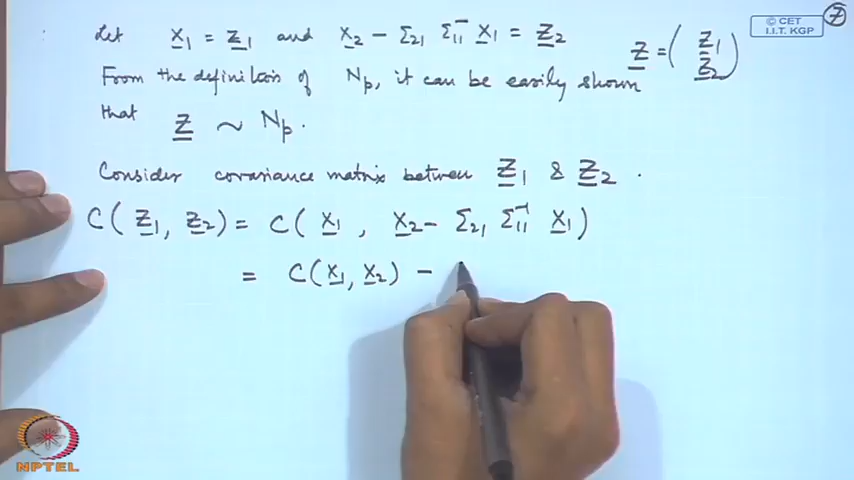 Let X₁ = Z₁ and X₂ - Σ₂₁ Σ₁₁⁻ X₁ = Z₂
Z = ( Z₁ Z₂ )
From the definition of Np, it can be easily shown
that Z ~ Np.
Consider covariance matrix between Z₁ & Z₂.
C( Z₁, Z₂ ) = C( X₁ , X₂ - Σ₂₁ Σ₁₁⁻¹ X₁ )
= C( X₁, X₂ ) -
© CET
I.I.T. KGP
7
NPTEL